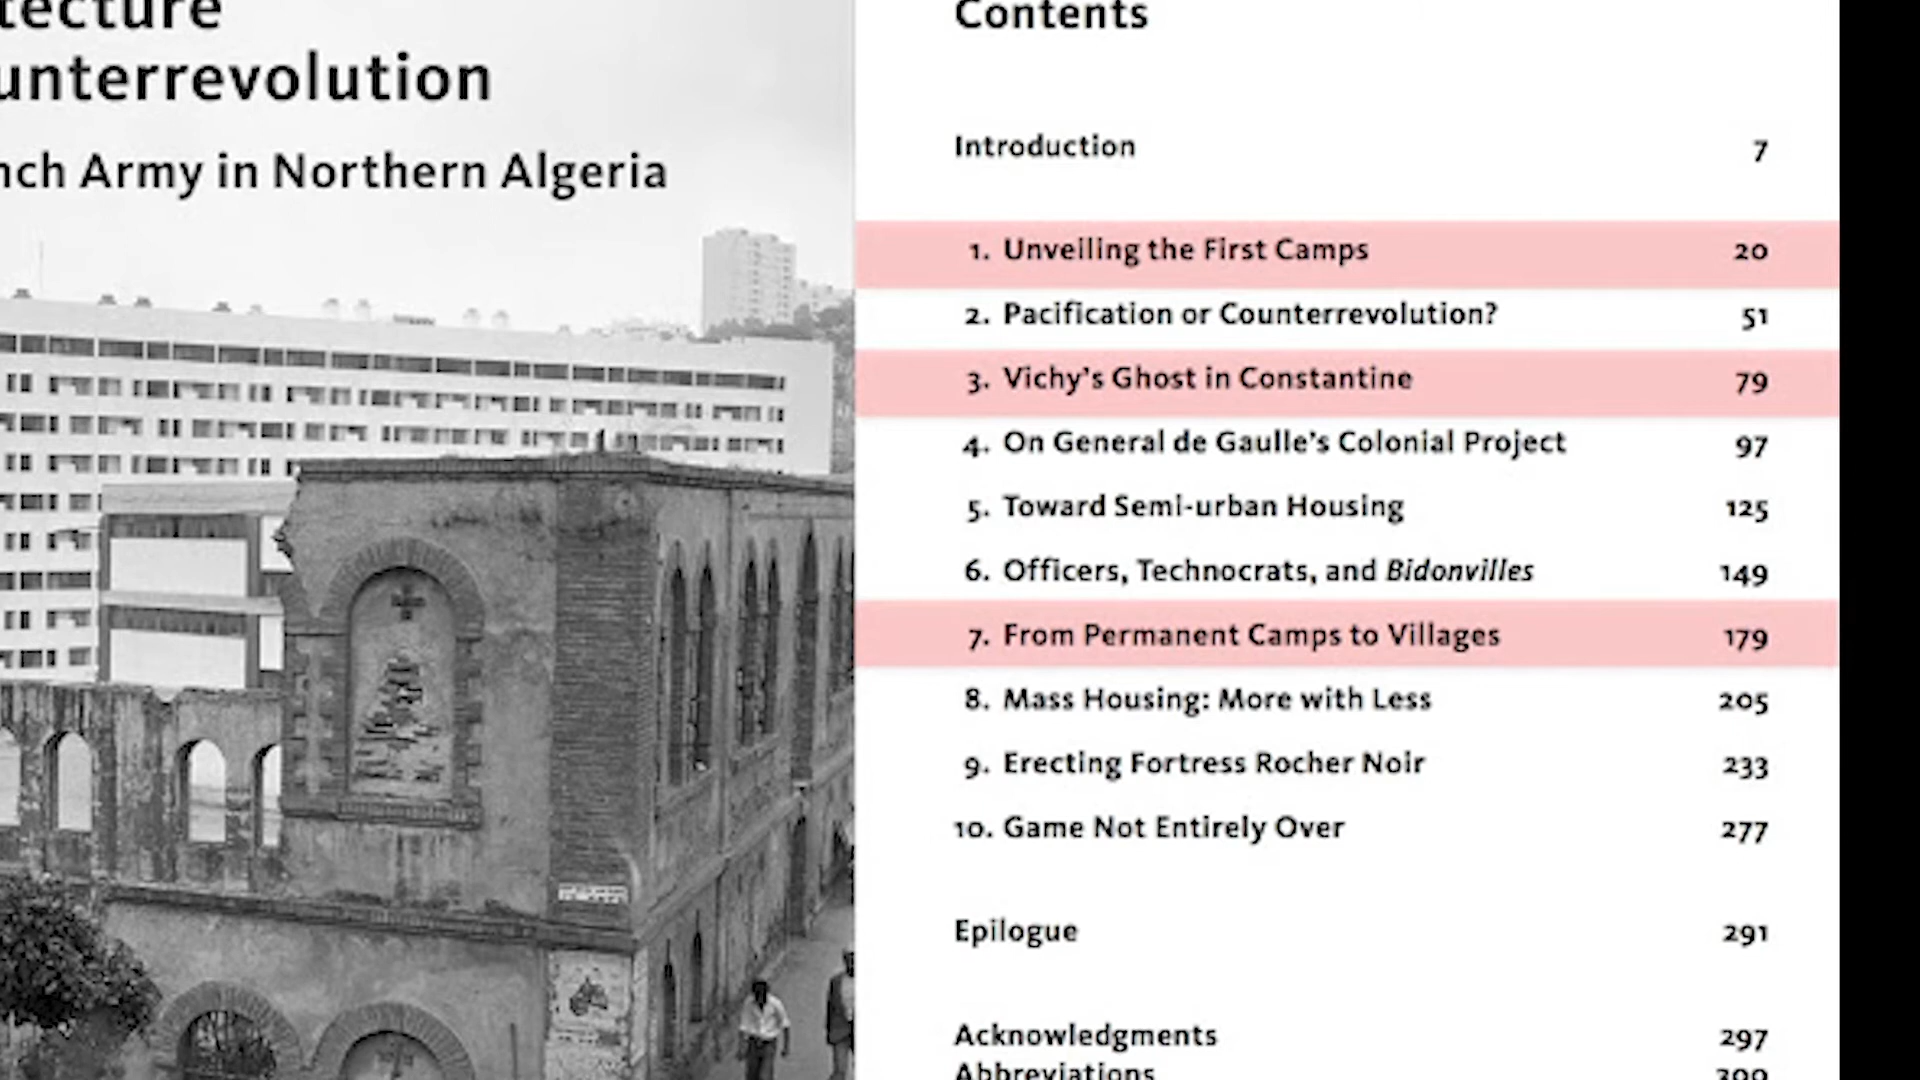 tecture
unterrevolution
nch Army in Northern Algeria
Contents
Introduction 7
1. Unveiling the First Camps 20
2. Pacification or Counterrevolution? 51
3. Vichy’s Ghost in Constantine 79
4. On General de Gaulle’s Colonial Project 97
5. Toward Semi-urban Housing 125
6. Officers, Technocrats, and Bidonvilles 149
7. From Permanent Camps to Villages 179
8. Mass Housing: More with Less 205
9. Erecting Fortress Rocher Noir 233
10. Game Not Entirely Over 277
Epilogue 291
Acknowledgments 297
Abbreviations 300